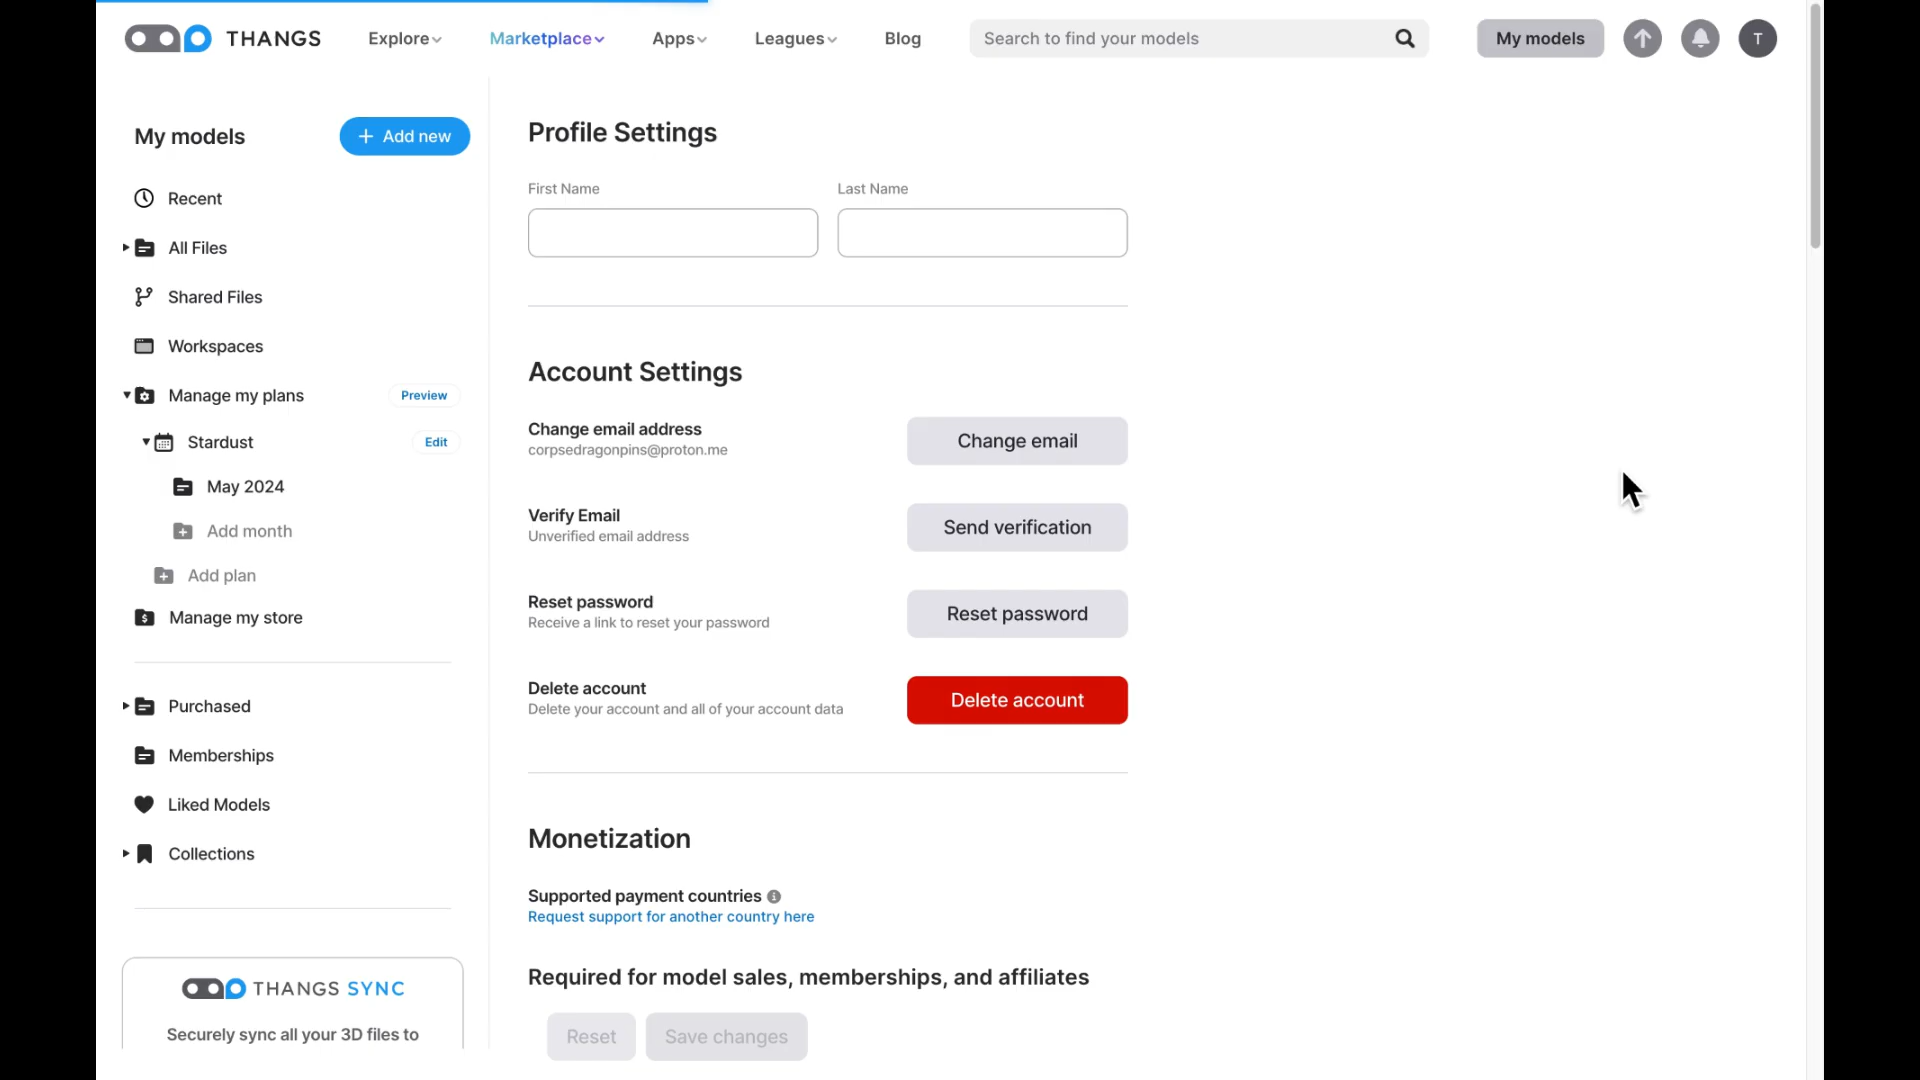 THANGS Explore Marketplace Apps Leagues Blog Search to find your models My models T
My models + Add new
Recent
All Files
Shared Files
Workspaces
Manage my plans Preview
Stardust Edit
May 2024
Add month
Add plan
Manage my store
Purchased
Memberships
Liked Models
Collections
THANGS SYNC
Securely sync all your 3D files to
Profile Settings
First Name Last Name
Account Settings
Change email address
corpsedragonpins@proton.me
Change email
Verify Email
Unverified email address
Send verification
Reset password
Receive a link to reset your password
Reset password
Delete account
Delete your account and all of your account data
Delete account
Monetization
Supported payment countries
Request support for another country here
Required for model sales, memberships, and affiliates
Reset Save changes